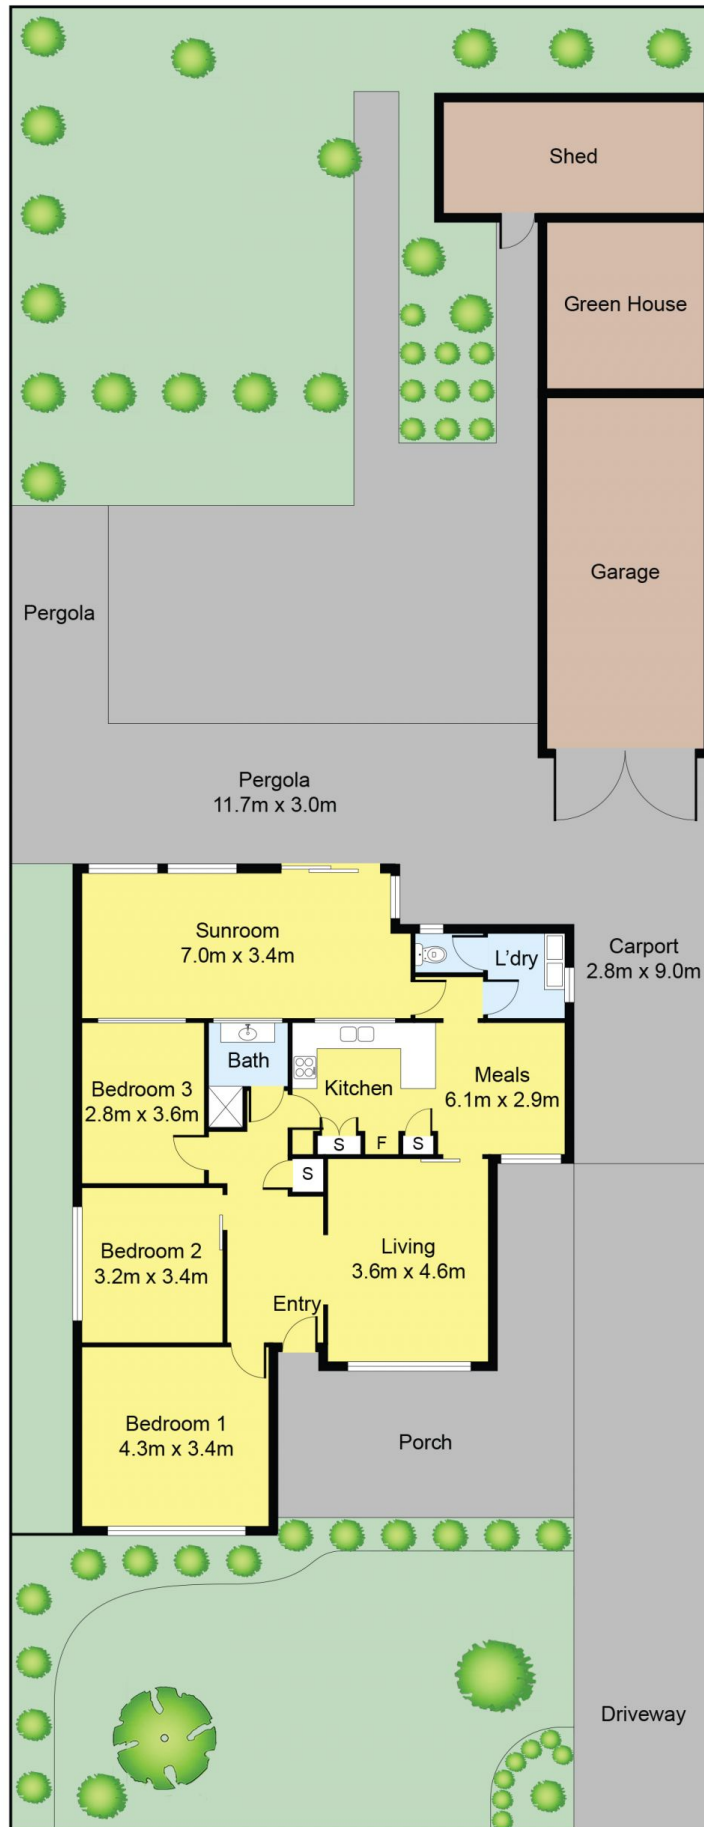 Shed
Green House
Garage
Pergola
Pergola
11.7m x 3.0m
Sunroom
7.0m x 3.4m
L'dry
Carport
2.8m x 9.0m
Bath
Bedroom 3
2.8m x 3.6m
Kitchen
Meals
6.1m x 2.9m
S
F
S
S
Bedroom 2
3.2m x 3.4m
Living
3.6m x 4.6m
Entry
Bedroom 1
4.3m x 3.4m
Porch
Driveway